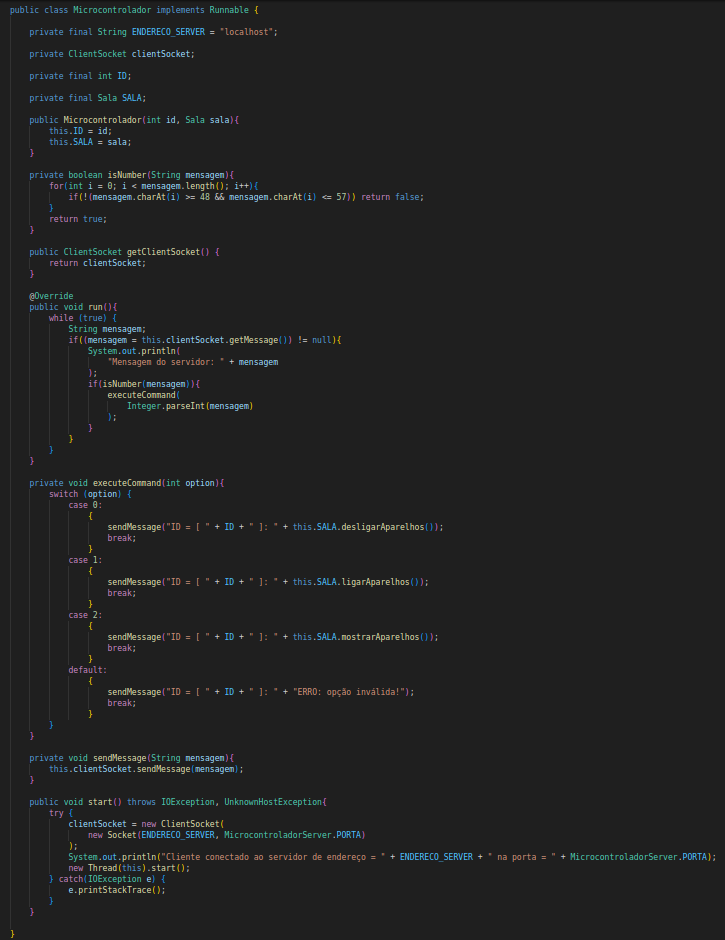 public class Microcontrolador implements Runnable {
    private final String ENDERECO_SERVER = "localhost";
    private ClientSocket clientSocket;
    private final int ID;
    private final Sala SALA;
    public Microcontrolador(int id, Sala sala){
        this.ID = id;
        this.SALA = sala;
    }
    private boolean isNumber(String mensagem){
        for(int i = 0; i < mensagem.length(); i++){
            if(!(mensagem.charAt(i) >= 48 && mensagem.charAt(i) <= 57)) return false;
        }
        return true;
    }
    public ClientSocket getClientSocket() {
        return clientSocket;
    }
    @Override
    public void run(){
        while (true) {
            String mensagem;
            if((mensagem = this.clientSocket.getMessage()) != null){
                System.out.println(
                    "Mensagem do servidor: " + mensagem
                );
                if(isNumber(mensagem)){
                    executeCommand(
                        Integer.parseInt(mensagem)
                    );
                }
            }
        }
    }
    private void executeCommand(int option){
        switch (option) {
            case 0:
                {
                    sendMessage("ID = [ " + ID + " ]: " + this.SALA.desligarAparelhos());
                    break;
                }
            case 1:
                {
                    sendMessage("ID = [ " + ID + " ]: " + this.SALA.ligarAparelhos());
                    break;
                }
            case 2:
                {
                    sendMessage("ID = [ " + ID + " ]: " + this.SALA.mostrarAparelhos());
                    break;
                }
            default:
                {
                    sendMessage("ID = [ " + ID + " ]: " + "ERRO: opção inválida!");
                    break;
                }
        }
    }
    private void sendMessage(String mensagem){
        this.clientSocket.sendMessage(mensagem);
    }
    public void start() throws IOException, UnknownHostException{
        try {
            clientSocket = new ClientSocket(
                new Socket(ENDERECO_SERVER, MicrocontroladorServer.PORTA)
            );
            System.out.println("Cliente conectado ao servidor de endereço = " + ENDERECO_SERVER + " na porta = " + MicrocontroladorServer.PORTA);
            new Thread(this).start();
        } catch(IOException e) {
            e.printStackTrace();
        }
    }
}